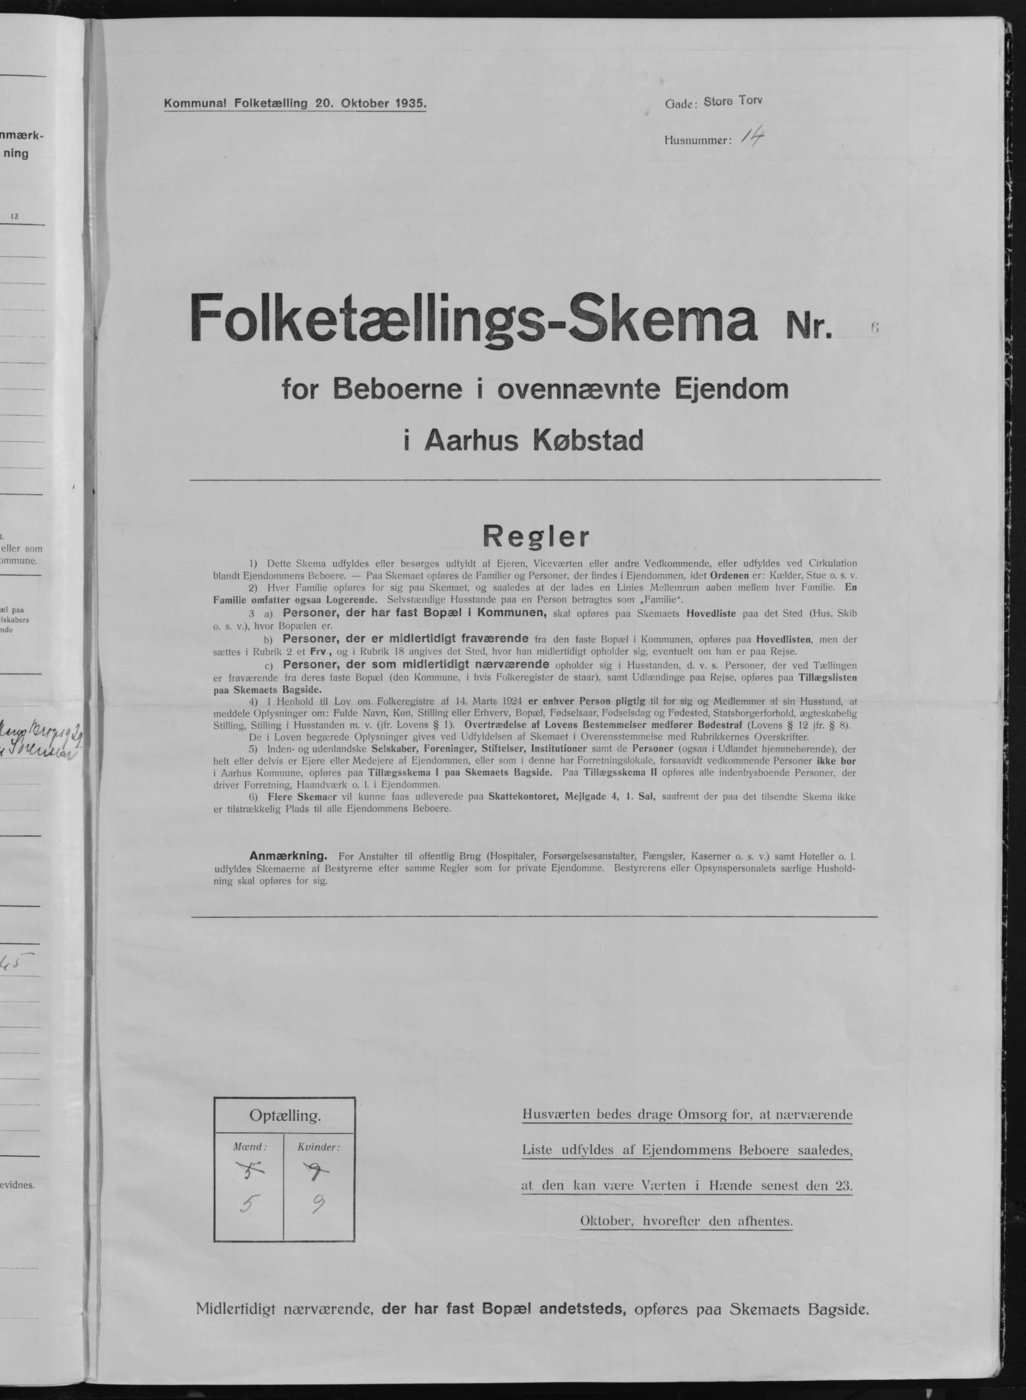 nmærk-
ning
12
eller som
ommune.
æl paa
elskabers
nde
evidnes.
Kommunal Folketælling 20. Oktober 1935.
Gade: Store Torv
Husnummer: 14
Folketællings-Skema Nr. 6
for Beboerne i ovennævnte Ejendom
i Aarhus Købstad
Regler
1) Dette Skema udfyldes eller besørges udfyldt af Ejeren, Viceværten eller andre Vedkommende, eller udfyldes ved Cirkulation
blandt Ejendommens Beboere. — Paa Skemaet opføres de Familier og Personer, der findes i Ejendommen, idet Ordenen er: Kælder, Stue o. s. v.
2) Hver Familie opføres for sig paa Skemaet, og saaledes at der lades en Linies Mellemrum aaben mellem hver Familie. En
Familie omfatter ogsaa Logerende. Selvstændige Husstande paa en Person betragtes som „Familie“.
3 a) Personer, der har fast Bopæl i Kommunen, skal opføres paa Skemaets Hovedliste paa det Sted (Hus, Skib
o. s. v.), hvor Bopælen er.
b) Personer, der er midlertidigt fraværende fra den faste Bopæl i Kommunen, opføres paa Hovedlisten, men der
sættes i Rubrik 2 et Frv, og i Rubrik 18 angives det Sted, hvor han midlertidigt opholder sig, eventuelt om han er paa Rejse.
c) Personer, der som midlertidigt nærværende opholder sig i Husstanden, d. v. s. Personer, der ved Tællingen
er fraværende fra deres faste Bopæl (den Kommune, i hvis Folkeregister de staar), samt Udlændinge paa Rejse, opføres paa Tillægslisten
paa Skemaets Bagside.
4) I Henhold til Lov om Folkeregistre af 14. Marts 1924 er enhver Person pligtig til for sig og Medlemmer af sin Husstand, at
meddele Oplysninger om: Fulde Navn, Køn, Stilling eller Erhverv, Bopæl, Fødselsaar, Fødselsdag og Fødested, Statsborgerforhold, ægteskabelig
Stilling, Stilling i Husstanden m. v. (jfr. Lovens § 1). Overtrædelse af Lovens Bestemmelser medfører Bødestraf (Lovens § 12 jfr. § 8).
De i Loven begærede Oplysninger gives ved Udfyldelsen af Skemaet i Overensstemmelse med Rubrikkernes Overskrifter.
5) Inden- og udenlandske Selskaber, Foreninger, Stiftelser, Institutioner samt de Personer (ogsaa i Udlandet hjemmehørende), der
helt eller delvis er Ejere eller Medejere af Ejendommen, eller som i denne har Forretningslokale, forsaavidt vedkommende Personer ikke bor
i Aarhus Kommune, opføres paa Tillægsskema I paa Skemaets Bagside. Paa Tillægsskema II opføres alle indenbysboende Personer, der
driver Forretning, Haandværk o. l. i Ejendommen.
6) Flere Skemaer vil kunne faas udleverede paa Skattekontoret, Mejlgade 4, 1. Sal, saafremt der paa det tilsendte Skema ikke
er tilstrækkelig Plads til alle Ejendommens Beboere.
Anmærkning. For Anstalter til offentlig Brug (Hospitaler, Forsørgelsesanstalter, Fængsler, Kaserner o. s. v.) samt Hoteller o. l.
udfyldes Skemaerne af Bestyrerne efter samme Regler som for private Ejendomme. Bestyrerens eller Opsynspersonalets særlige Hushold-
ning skal opføres for sig.
Optælling.
Mænd: Kvinder:
5 9
5 9
Husværten bedes drage Omsorg for, at nærværende
Liste udfyldes af Ejendommens Beboere saaledes,
at den kan være Værten i Hænde senest den 23.
Oktober, hvorefter den afhentes.
Midlertidigt nærværende, der har fast Bopæl andetsteds, opføres paa Skemaets Bagside.